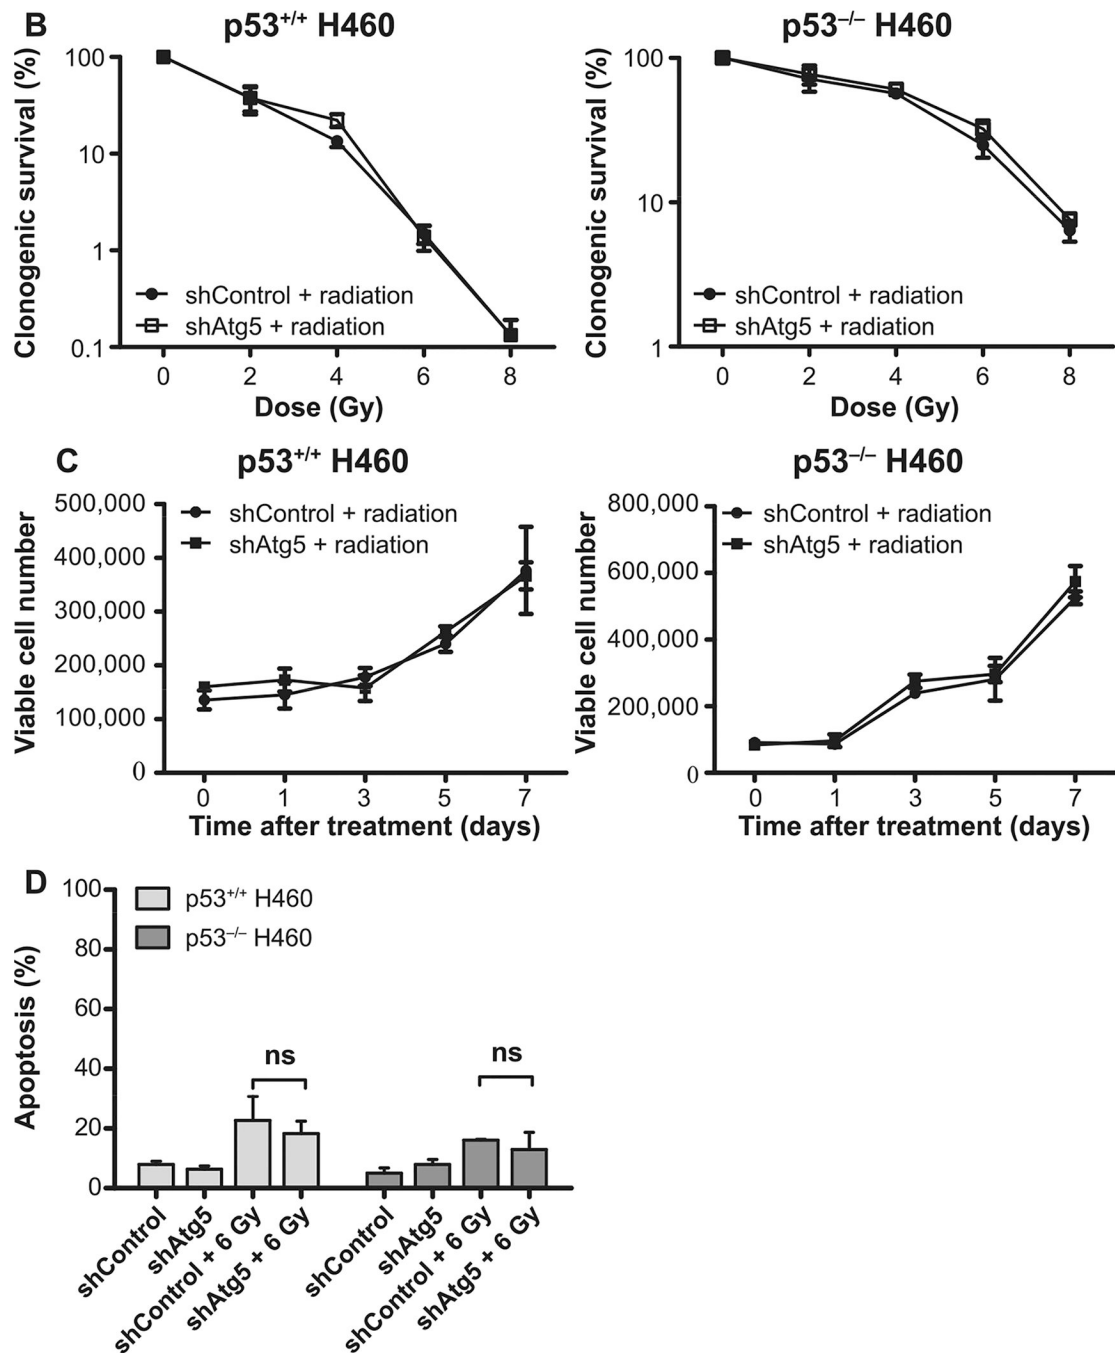 B
p53+/+ H460
p53–/– H460
Clonogenic survival (%)
100
10
1
0.1
shControl + radiation
shAtg5 + radiation
0 2 4 6 8
Dose (Gy)
Clonogenic survival (%)
100
10
1
shControl + radiation
shAtg5 + radiation
0 2 4 6 8
Dose (Gy)
C
p53+/+ H460
p53–/– H460
Viable cell number
500,000
400,000
300,000
200,000
100,000
0
shControl + radiation
shAtg5 + radiation
0 1 3 5 7
Time after treatment (days)
Viable cell number
800,000
600,000
400,000
200,000
0
shControl + radiation
shAtg5 + radiation
0 1 3 5 7
Time after treatment (days)
D
Apoptosis (%)
100
80
60
40
20
0
p53+/+ H460
p53–/– H460
ns
ns
shControl
shAtg5
shControl + 6 Gy
shAtg5 + 6 Gy
shControl
shAtg5
shControl + 6 Gy
shAtg5 + 6 Gy